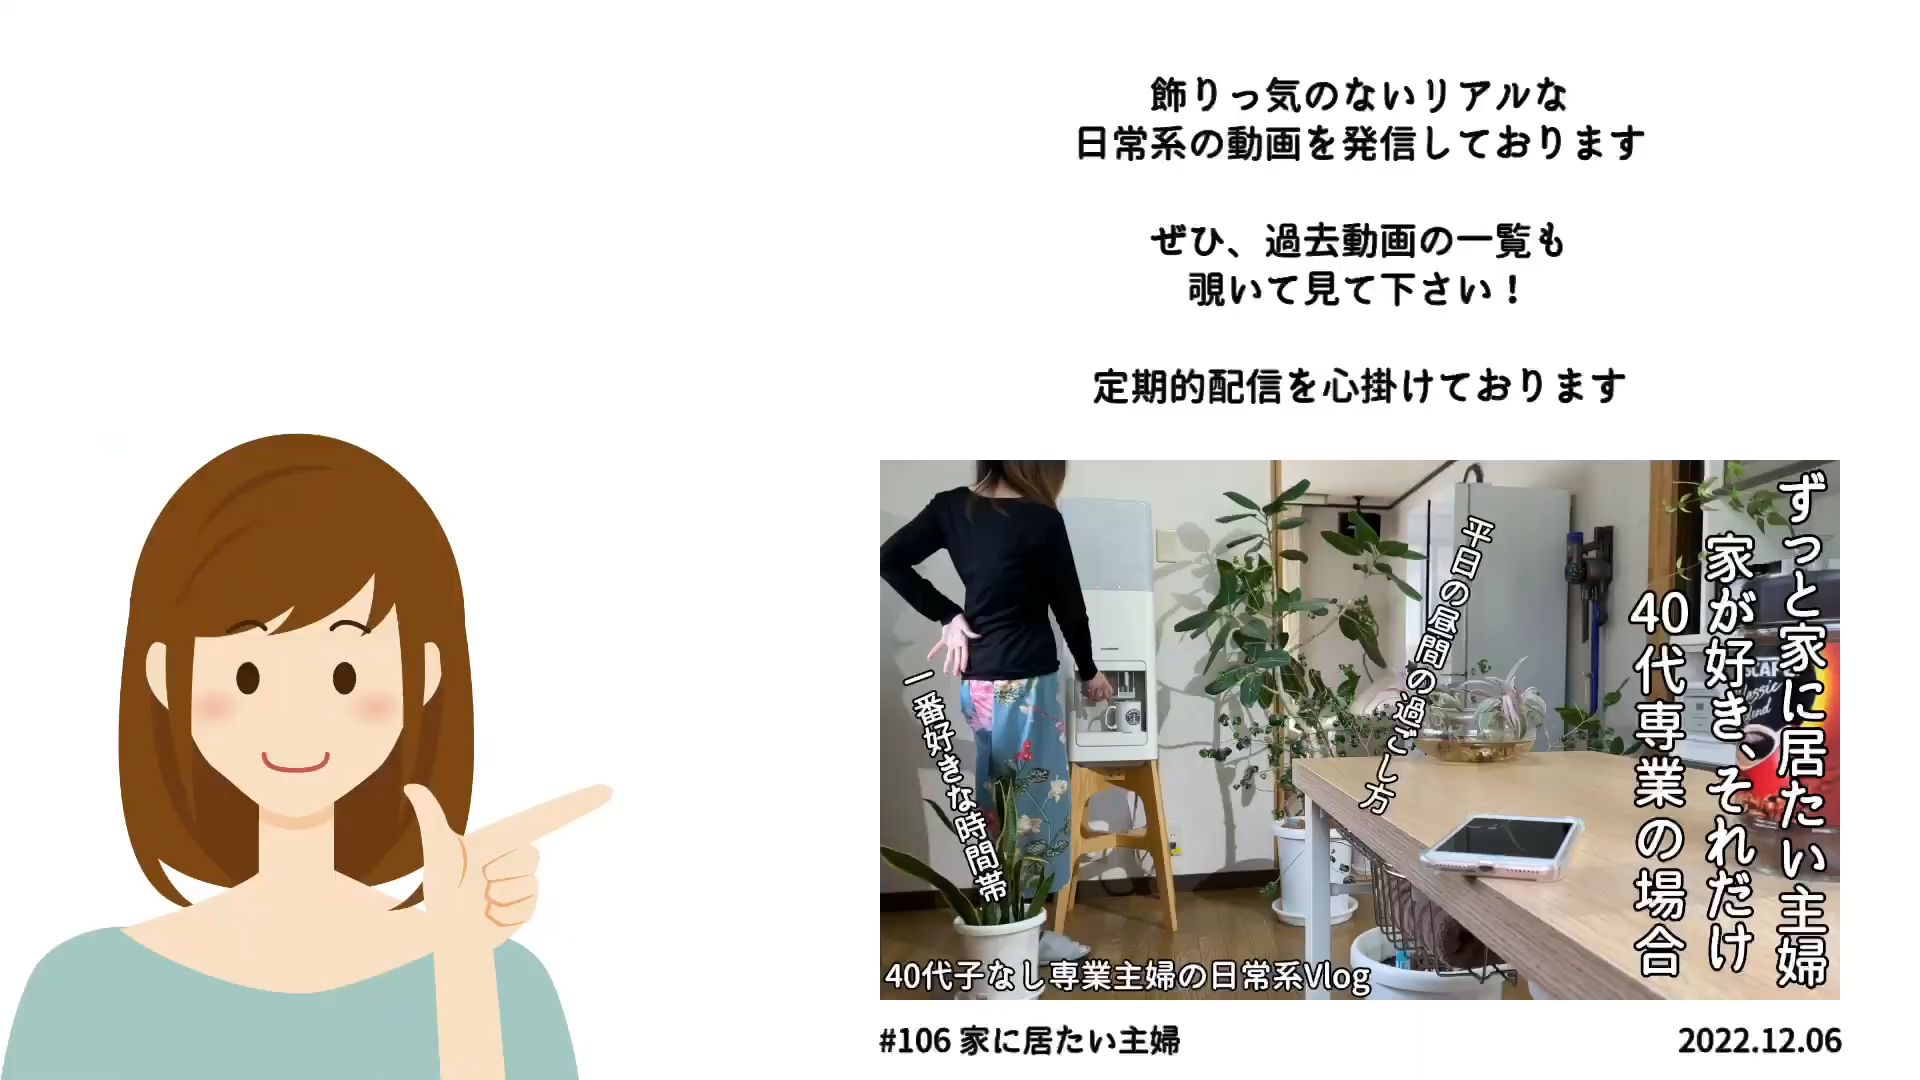 飾りっ気のないリアルな
日常系の動画を発信しております
ぜひ、過去動画の一覧も
覗いて見て下さい！
定期的配信を心掛けております
ずっと家に居たい主婦
家が好き、それだけ
40代専業の場合
平日の昼間の過ごし方
一番好きな時間帯
Classic
Blend
40代子なし専業主婦の日常系Vlog
#106 家に居たい主婦
2022.12.06